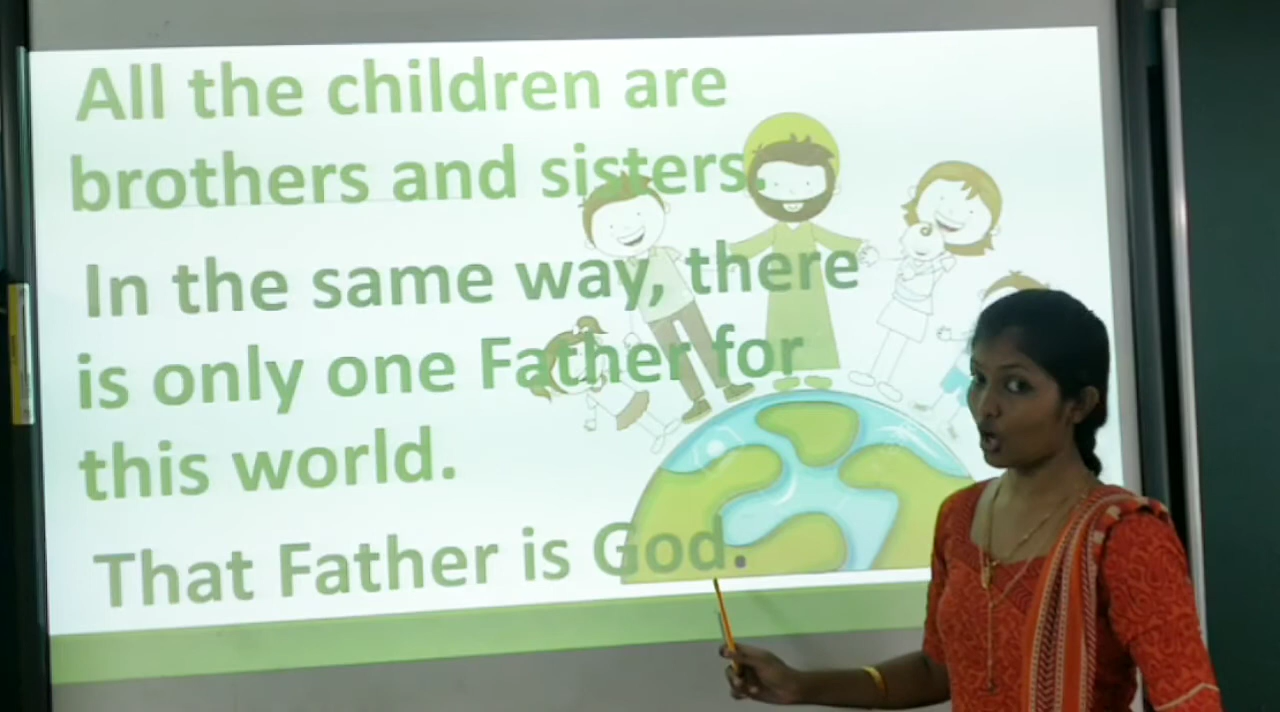 All the children are
brothers and sisters.
In the same way, there
is only one Father for
this world.
That Father is God.